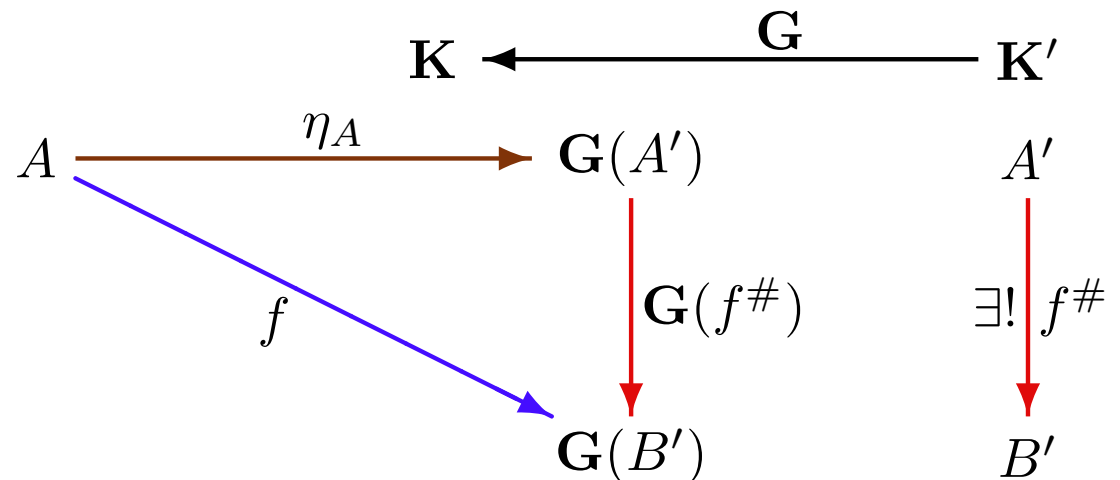 G
K K′
η_A
A G(A′) A′
f G(f^#) ∃! f^#
G(B′) B′